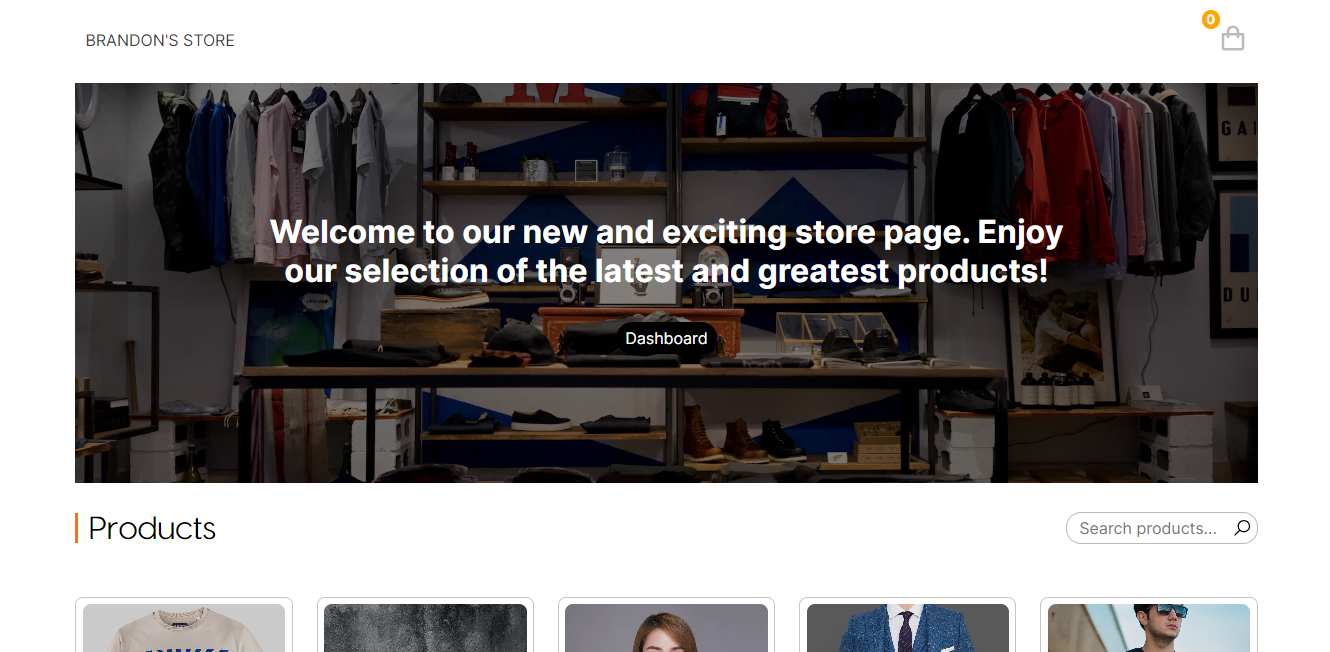 BRANDON'S STORE
0
Welcome to our new and exciting store page. Enjoy
our selection of the latest and greatest products!
Dashboard
Products
Search products...